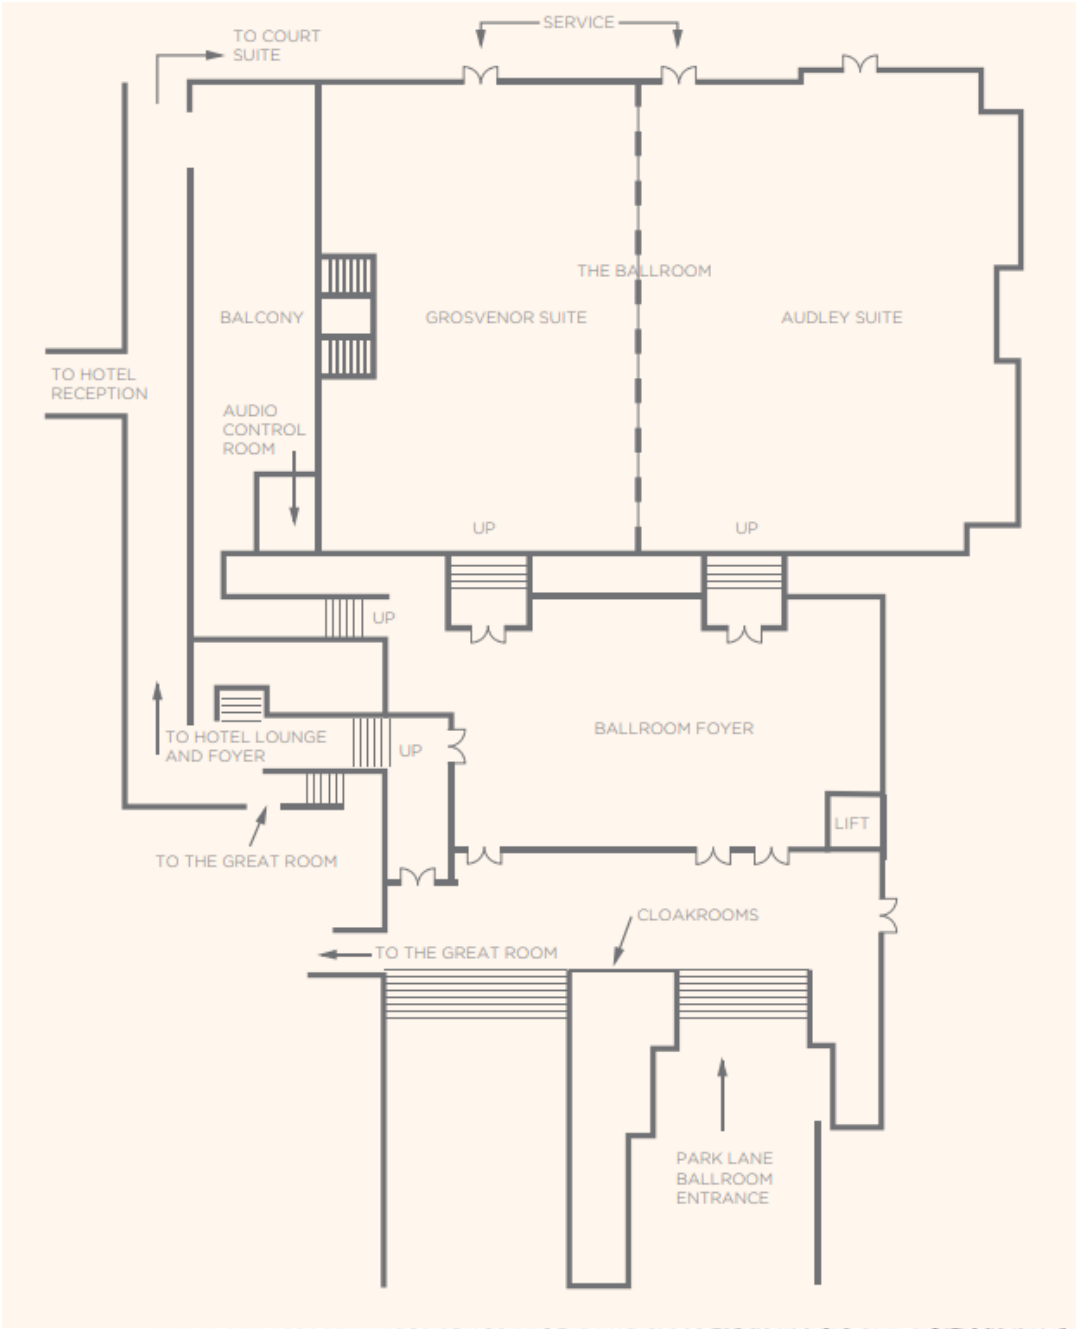 SERVICE
TO COURT
SUITE
THE BALLROOM
BALCONY
GROSVENOR SUITE
AUDLEY SUITE
TO HOTEL
RECEPTION
AUDIO
CONTROL
ROOM
UP
UP
UP
TO HOTEL LOUNGE
AND FOYER
UP
BALLROOM FOYER
LIFT
TO THE GREAT ROOM
CLOAKROOMS
TO THE GREAT ROOM
PARK LANE
BALLROOM
ENTRANCE